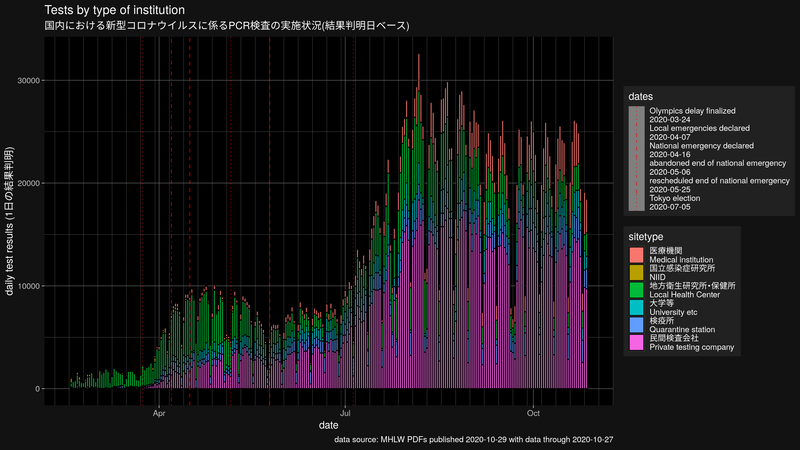 Tests by type of institution
国内における新型コロナウイルスに係るPCR検査の実施状況(結果判明日ベース)
daily test results (1日の結果判明)
30000
20000
10000
0
Apr
Jul
Oct
date
data source: MHLW PDFs published 2020-10-29 with data through 2020-10-27
dates
Olympics delay finalized
2020-03-24
Local emergencies declared
2020-04-07
National emergency declared
2020-04-16
abandoned end of national emergency
2020-05-06
rescheduled end of national emergency
2020-05-25
Tokyo election
2020-07-05
sitetype
医療機関
Medical institution
国立感染症研究所
NIID
地方衛生研究所・保健所
Local Health Center
大学等
University etc
検疫所
Quarantine station
民間検査会社
Private testing company